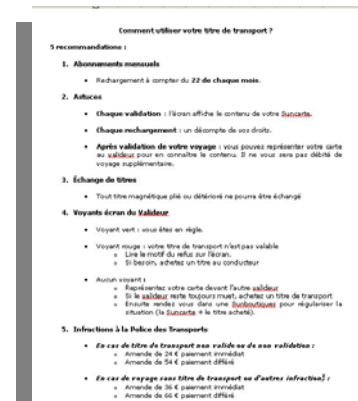 Comment utiliser votre titre de transport ?
5 recommandations :
1. Abonnements mensuels
• Rechargement à compter du 22 de chaque mois.
2. Astuces
• Chaque validation : l'écran affiche le contenu de votre Suncarte.
• Chaque rechargement : un décompte de vos droits.
• Après validation de votre voyage : vous pouvez représenter votre carte
au valideur pour en connaître le contenu. Il ne vous sera pas débité de
voyage supplémentaire.
3. Échange de titres
• Tout titre magnétique plié ou détérioré ne pourra être échangé
4. Voyants écran du Valideur
• Voyant vert : vous êtes en règle.
• Voyant rouge : votre titre de transport n'est pas valable
o Lire le motif du refus sur l'écran.
o Si besoin, achetez un titre au conducteur
• Aucun voyant :
o Représentez votre carte devant l'autre valideur
o Si le valideur reste toujours muet, achetez un titre de transport
o Ensuite rendez vous dans une Sunboutiques pour régulariser la
situation (la Suncarte + le titre acheté).
5. Infractions à la Police des Transports
• En cas de titre de transport non valide ou de non validation :
o Amende de 24 € paiement immédiat
o Amende de 54 € paiement différé
• En cas de voyage sans titre de transport ou d'autres infractions :
o Amende de 36 € paiement immédiat
o Amende de 66 € paiement différé